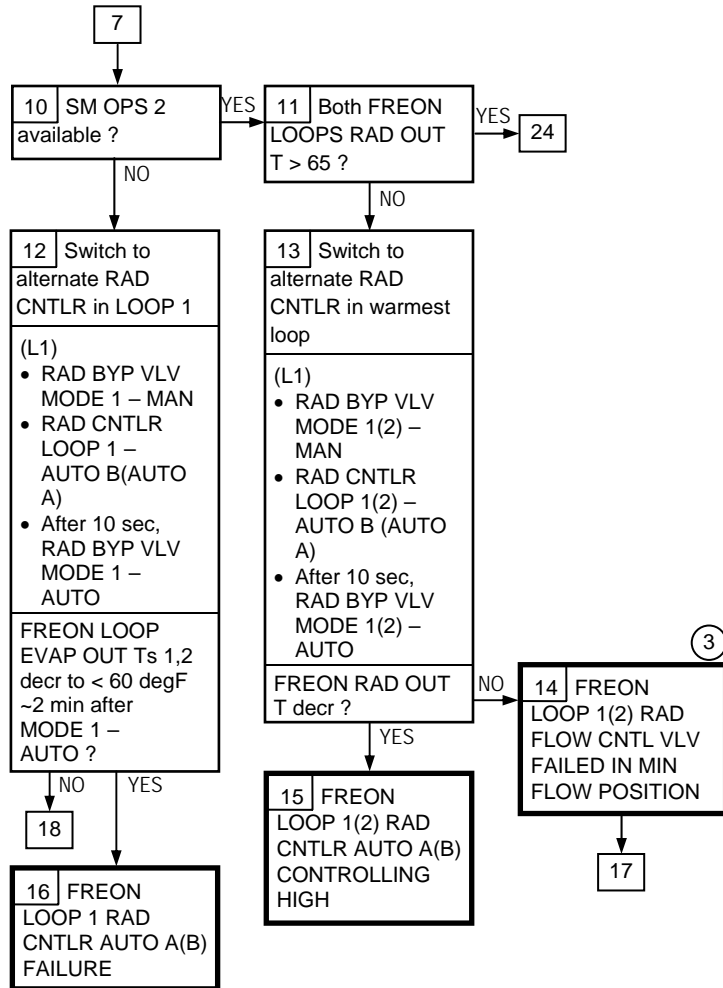 7
10 SM OPS 2
available ?
YES
NO
11 Both FREON
LOOPS RAD OUT
T > 65 ?
YES
24
NO
12 Switch to
alternate RAD
CNTLR in LOOP 1
(L1)
• RAD BYP VLV
MODE 1 – MAN
• RAD CNTLR
LOOP 1 –
AUTO B(AUTO
A)
• After 10 sec,
RAD BYP VLV
MODE 1 –
AUTO
FREON LOOP
EVAP OUT Ts 1,2
decr to < 60 degF
~2 min after
MODE 1 –
AUTO ?
NO
YES
18
16 FREON
LOOP 1 RAD
CNTLR AUTO A(B)
FAILURE
13 Switch to
alternate RAD
CNTLR in warmest
loop
(L1)
• RAD BYP VLV
MODE 1(2) –
MAN
• RAD CNTLR
LOOP 1(2) –
AUTO B (AUTO
A)
• After 10 sec,
RAD BYP VLV
MODE 1(2) –
AUTO
FREON RAD OUT
T decr ?
NO
YES
15 FREON
LOOP 1(2) RAD
CNTLR AUTO A(B)
CONTROLLING
HIGH
3
14 FREON
LOOP 1(2) RAD
FLOW CNTL VLV
FAILED IN MIN
FLOW POSITION
17